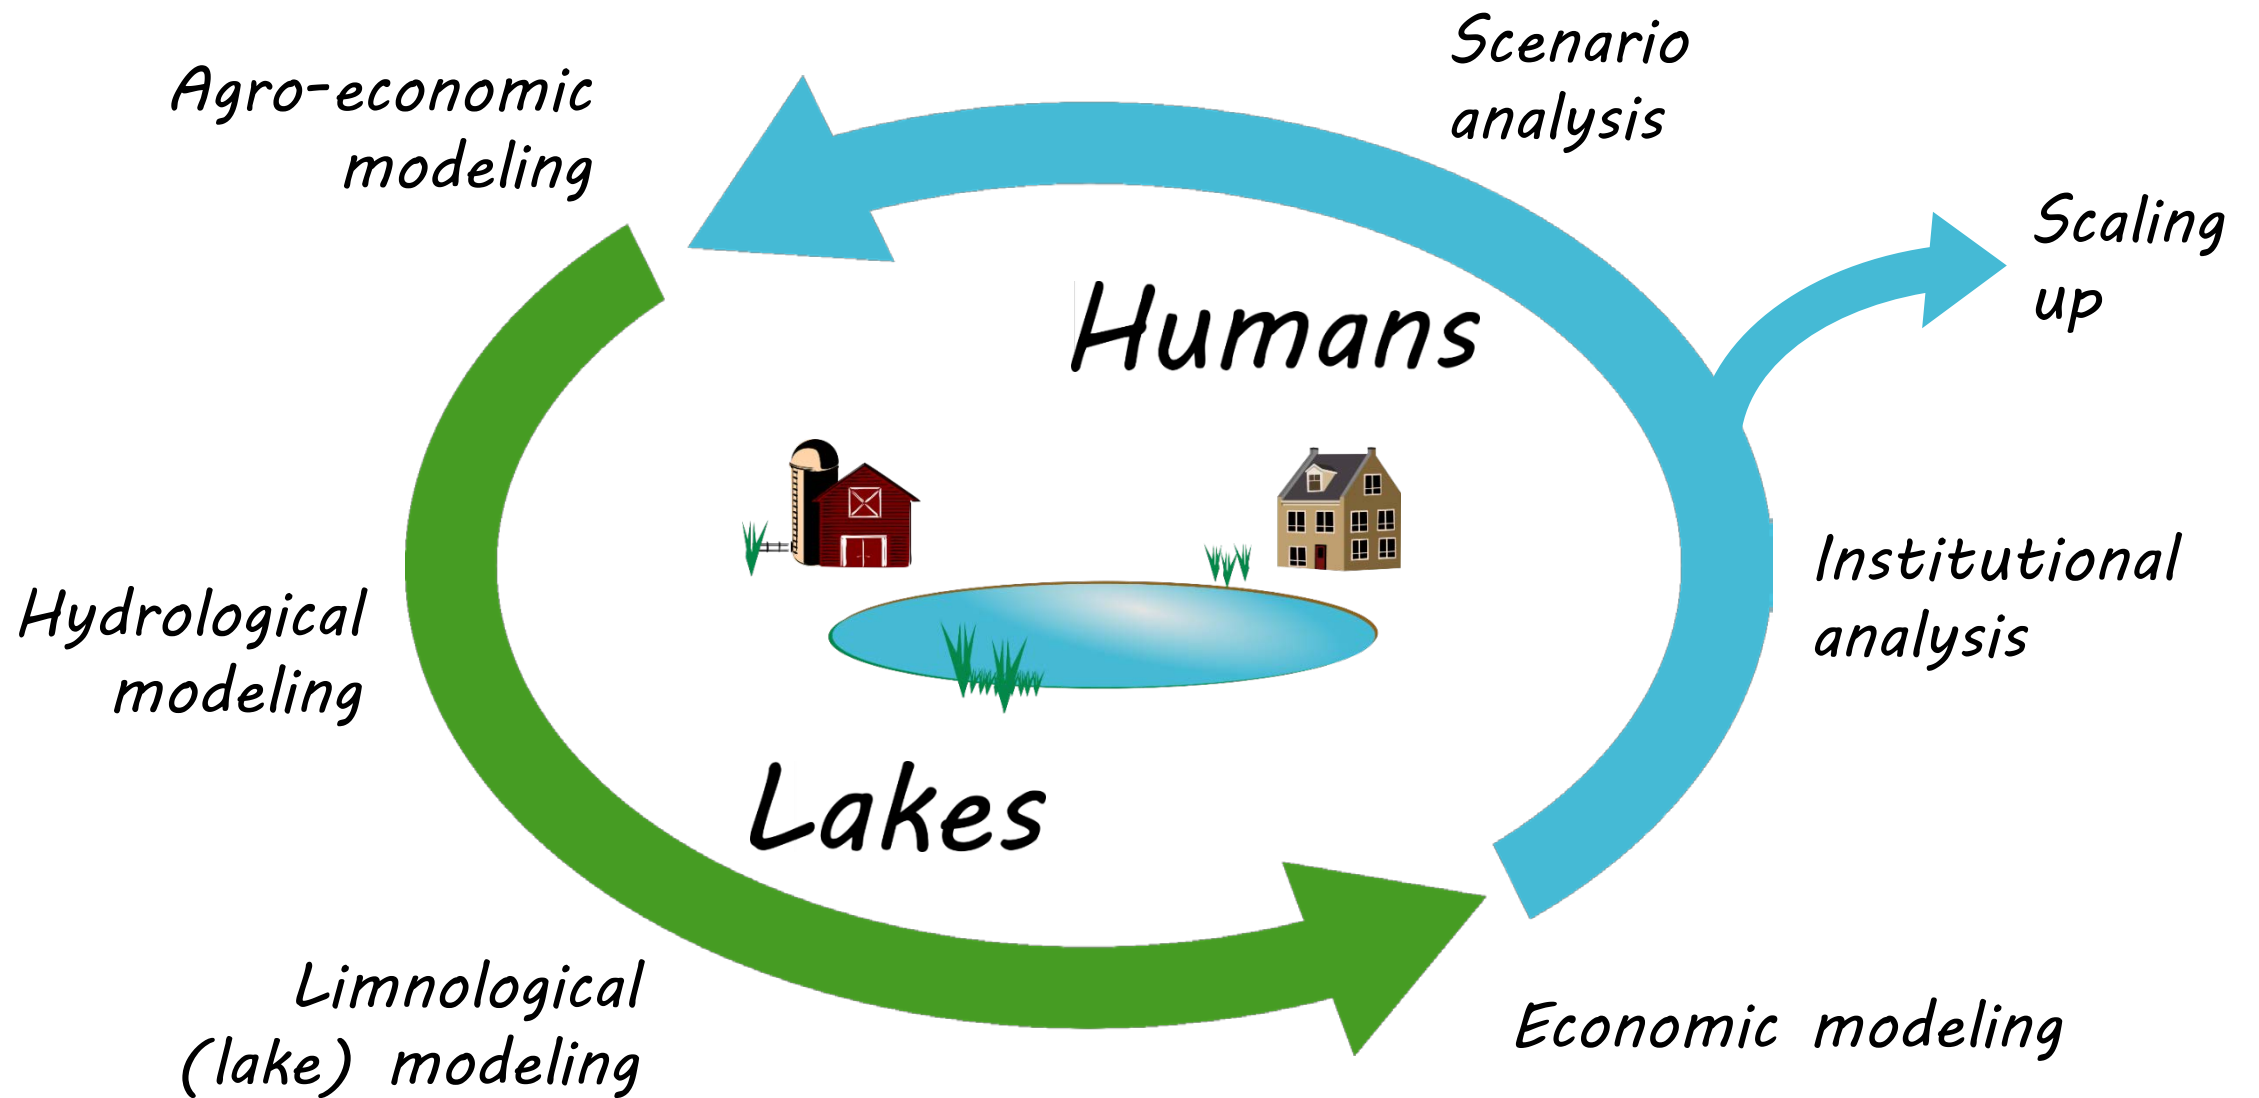 Scenario
analysis
Agro-economic
modeling
Scaling
up
Humans
Institutional
analysis
Hydrological
modeling
Lakes
Limnological
(lake) modeling
Economic modeling